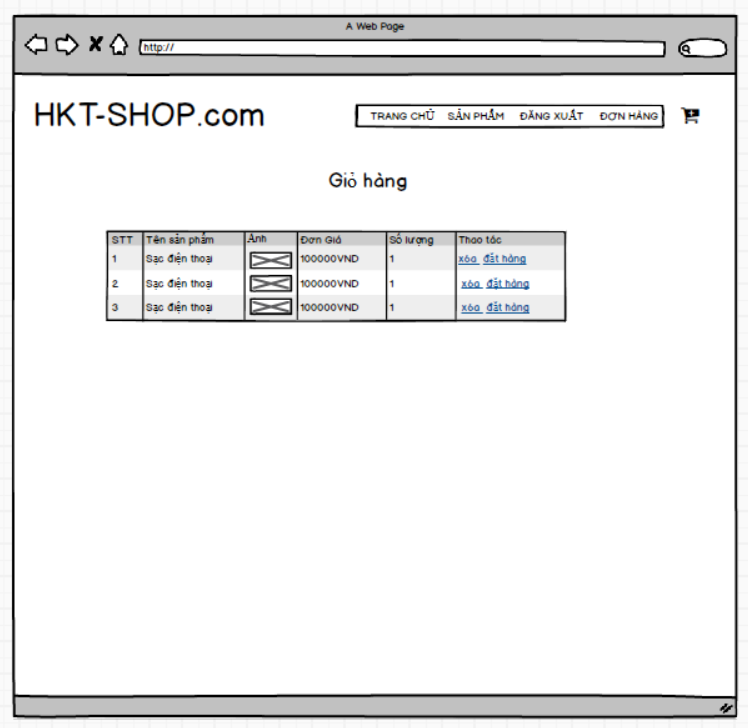 A Web Page
http://
HKT-SHOP.com
TRANG CHỦ SẢN PHẨM ĐĂNG XUẤT ĐƠN HÀNG
Giỏ hàng
STT Tên sản phẩm Ảnh Đơn Giá Số lượng Thao tác
1 Sạc điện thoại 100000VND 1 xóa đặt hàng
2 Sạc điện thoại 100000VND 1 xóa đặt hàng
3 Sạc điện thoại 100000VND 1 xóa đặt hàng